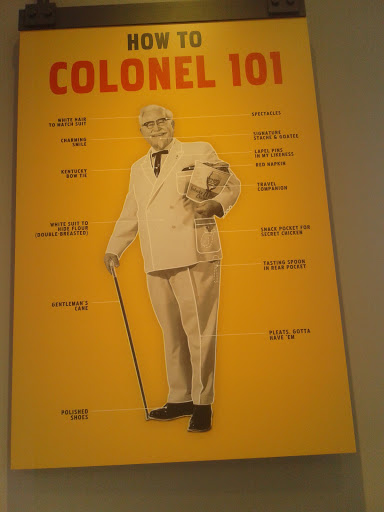 HOW TO
COLONEL 101
WHITE HAIR
TO MATCH SUIT
CHARMING
SMILE
KENTUCKY
BOW TIE
WHITE SUIT TO
HIDE FLOUR
(DOUBLE-BREASTED)
GENTLEMAN'S
CANE
POLISHED
SHOES
SPECTACLES
SIGNATURE
STACHE & GOATEE
LAPEL PINS
IN MY LIKENESS
RED NAPKIN
TRAVEL
COMPANION
SNACK POCKET FOR
SECRET CHICKEN
TASTING SPOON
IN REAR POCKET
PLEATS. GOTTA
HAVE 'EM